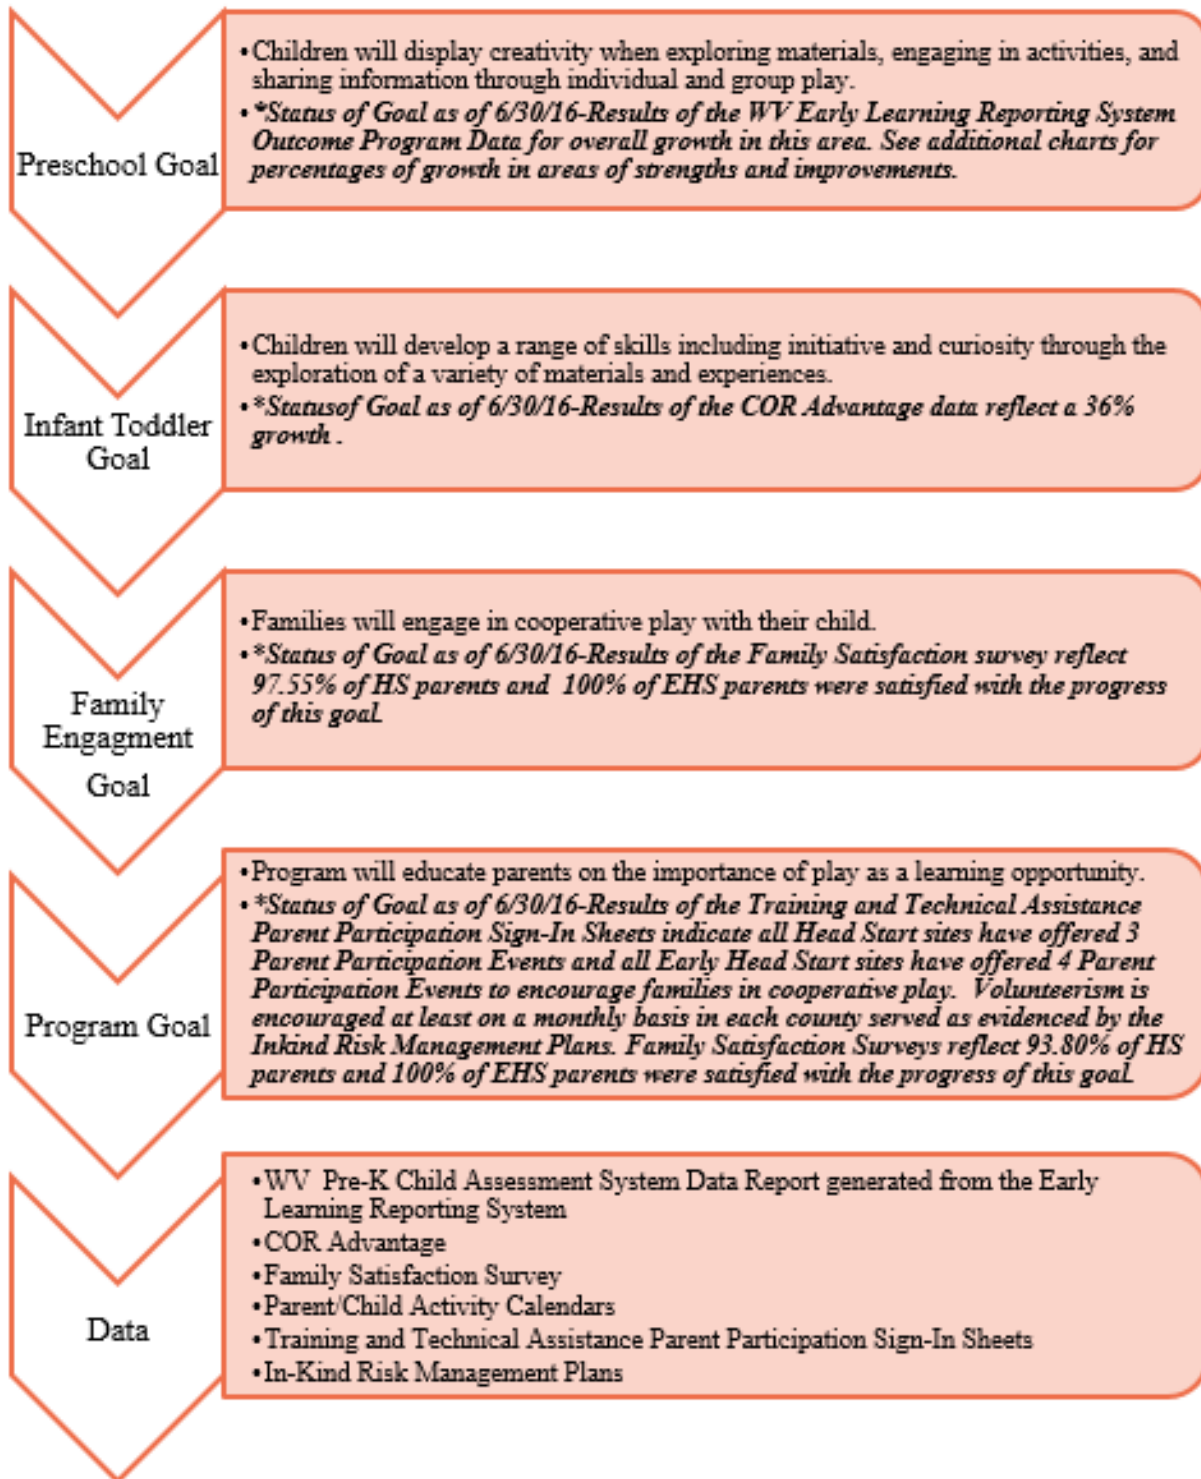 Preschool Goal
•Children will display creativity when exploring materials, engaging in activities, and
sharing information through individual and group play.
•*Status of Goal as of 6/30/16-Results of the WV Early Learning Reporting System
Outcome Program Data for overall growth in this area. See additional charts for
percentages of growth in areas of strengths and improvements.
Infant Toddler
Goal
•Children will develop a range of skills including initiative and curiosity through the
exploration of a variety of materials and experiences.
•*Statusof Goal as of 6/30/16-Results of the COR Advantage data reflect a 36%
growth .
Family
Engagment
Goal
•Families will engage in cooperative play with their child.
•*Status of Goal as of 6/30/16-Results of the Family Satisfaction survey reflect
97.55% of HS parents and 100% of EHS parents were satisfied with the progress
of this goal.
Program Goal
•Program will educate parents on the importance of play as a learning opportunity.
•*Status of Goal as of 6/30/16-Results of the Training and Technical Assistance
Parent Participation Sign-In Sheets indicate all Head Start sites have offered 3
Parent Participation Events and all Early Head Start sites have offered 4 Parent
Participation Events to encourage families in cooperative play. Volunteerism is
encouraged at least on a monthly basis in each county served as evidenced by the
Inkind Risk Management Plans. Family Satisfaction Surveys reflect 93.80% of HS
parents and 100% of EHS parents were satisfied with the progress of this goal.
Data
•WV Pre-K Child Assessment System Data Report generated from the Early
Learning Reporting System
•COR Advantage
•Family Satisfaction Survey
•Parent/Child Activity Calendars
•Training and Technical Assistance Parent Participation Sign-In Sheets
•In-Kind Risk Management Plans